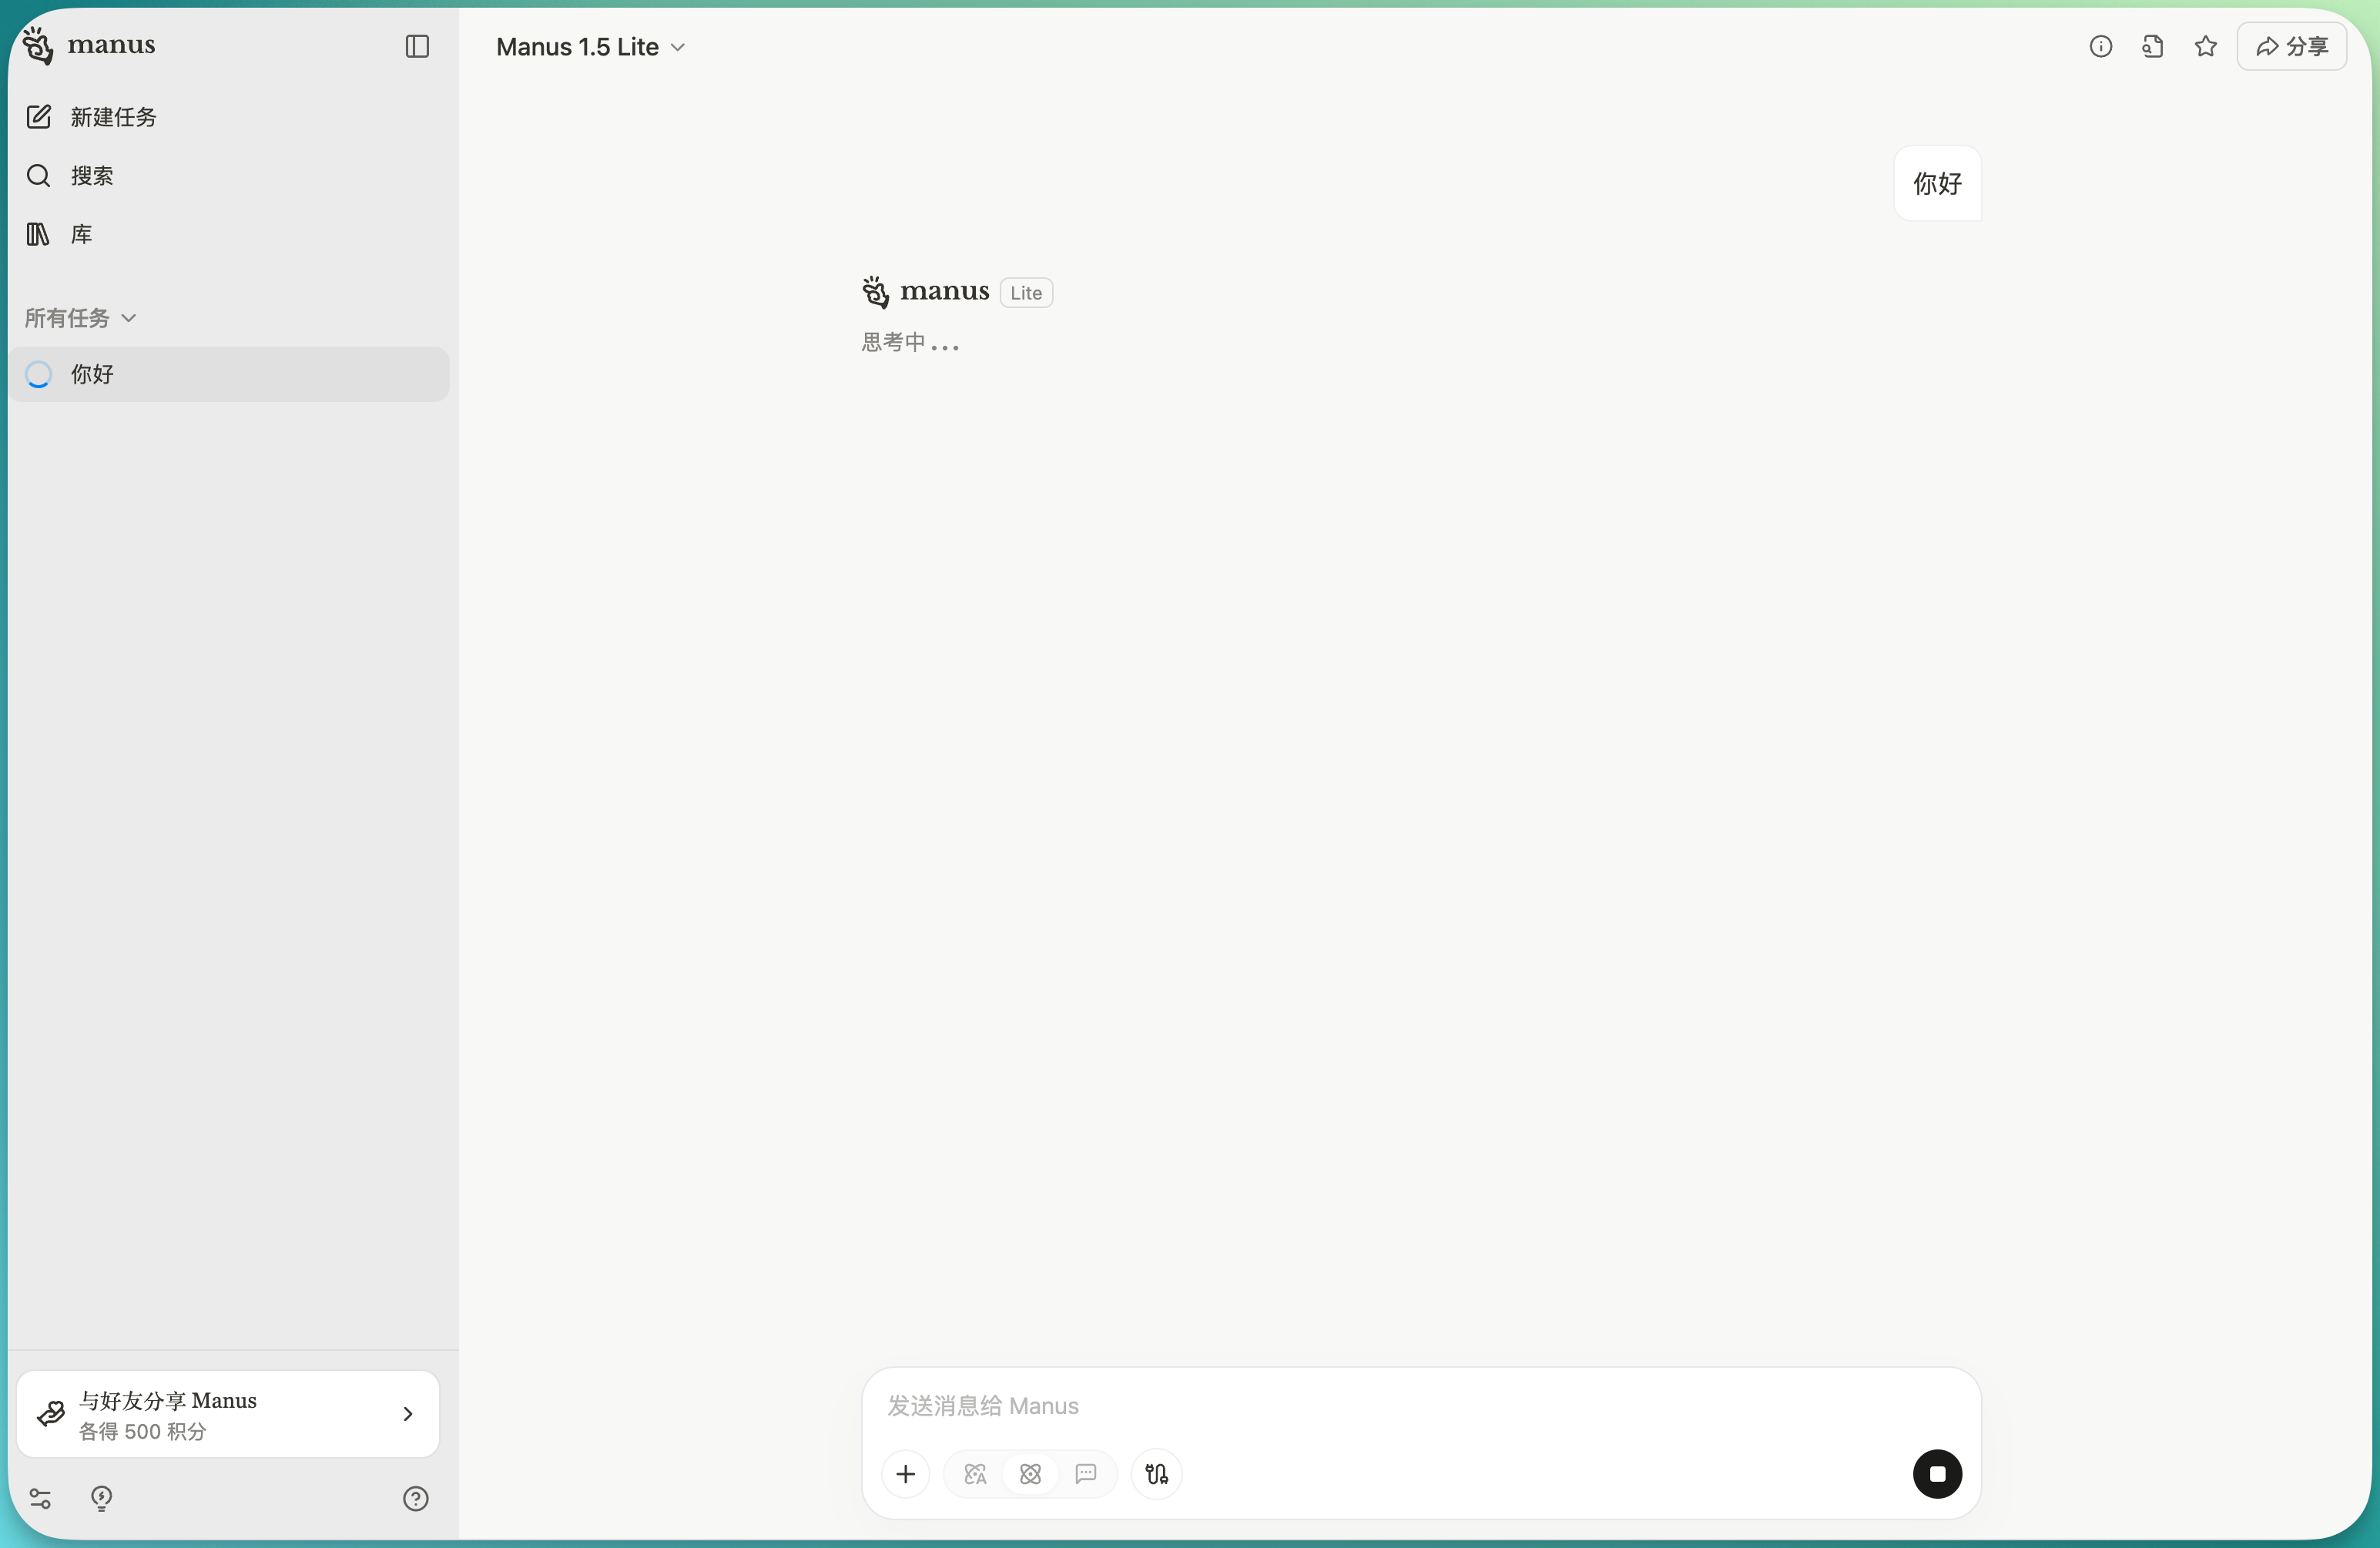 manus
新建任务
搜索
库
所有任务
你好
与好友分享 Manus
各得 500 积分
Manus 1.5 Lite
分享
你好
manus Lite
思考中...
发送消息给 Manus